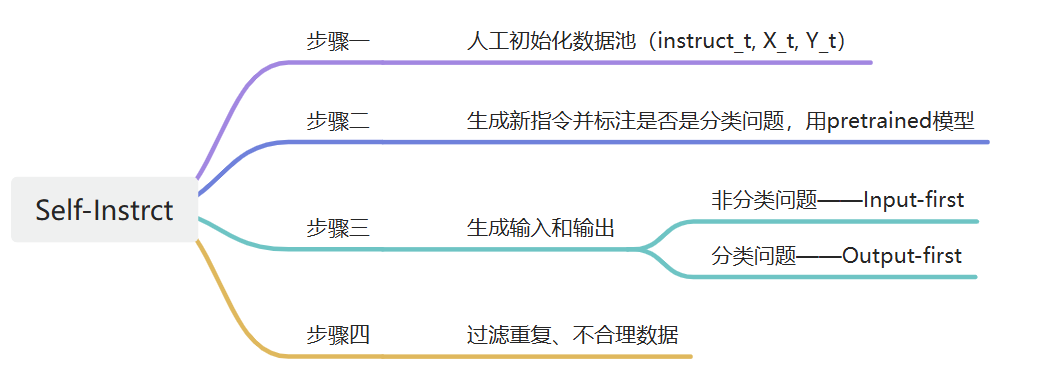 Self-Instrct
步骤一
人工初始化数据池（instruct_t, X_t, Y_t）
步骤二
生成新指令并标注是否是分类问题，用pretrained模型
步骤三
生成输入和输出
非分类问题——Input-first
分类问题——Output-first
步骤四
过滤重复、不合理数据